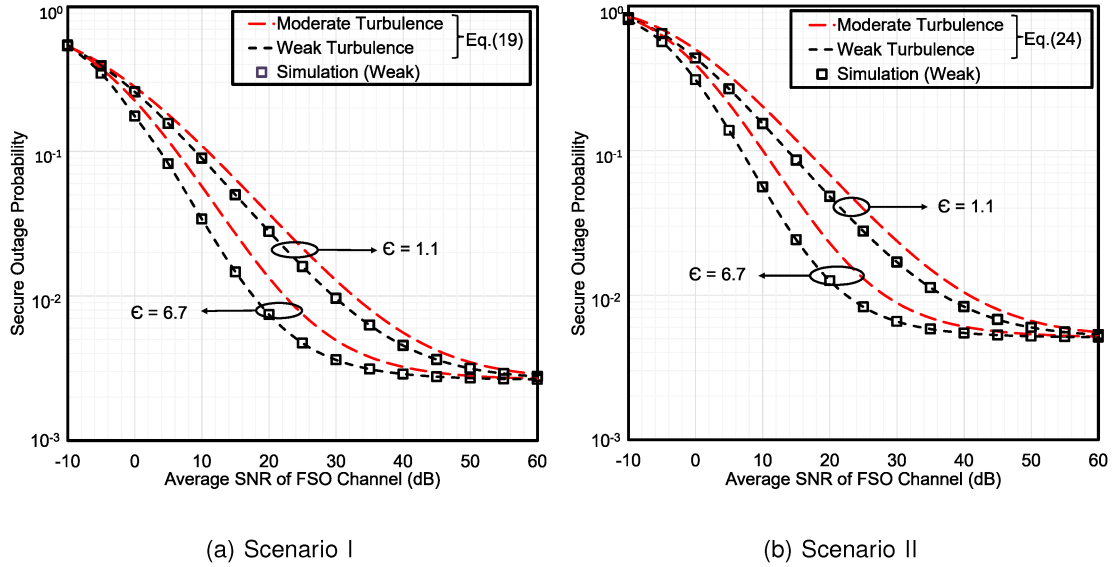 Moderate Turbulence
Weak Turbulence
Eq.(19)
Simulation (Weak)
Secure Outage Probability
10^0
10^-1
10^-2
10^-3
Є = 1.1
Є = 6.7
-10 0 10 20 30 40 50 60
Average SNR of FSO Channel (dB)
(a) Scenario I
Moderate Turbulence
Weak Turbulence
Eq.(24)
Simulation (Weak)
Secure Outage Probability
10^0
10^-1
10^-2
10^-3
Є = 1.1
Є = 6.7
-10 0 10 20 30 40 50 60
Average SNR of FSO Channel (dB)
(b) Scenario II